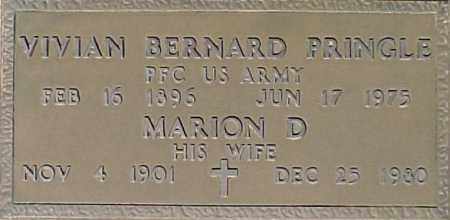 VIVIAN BERNARD PRINGLE
PFC US ARMY
FEB 16 1896 JUN 17 1975
MARION D
HIS WIFE
NOV 4 1901 DEC 25 1980